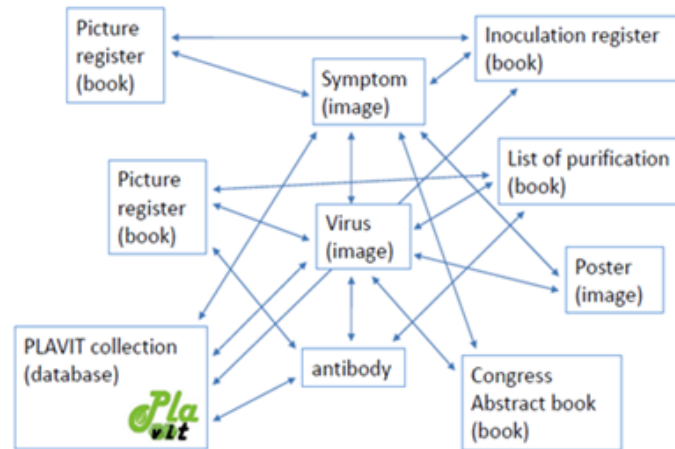 Picture
register
(book)
Inoculation register
(book)
Symptom
(image)
List of purification
(book)
Picture
register
(book)
Virus
(image)
Poster
(image)
PLAVIT collection
(database)
Pla
vit
antibody
Congress
Abstract book
(book)